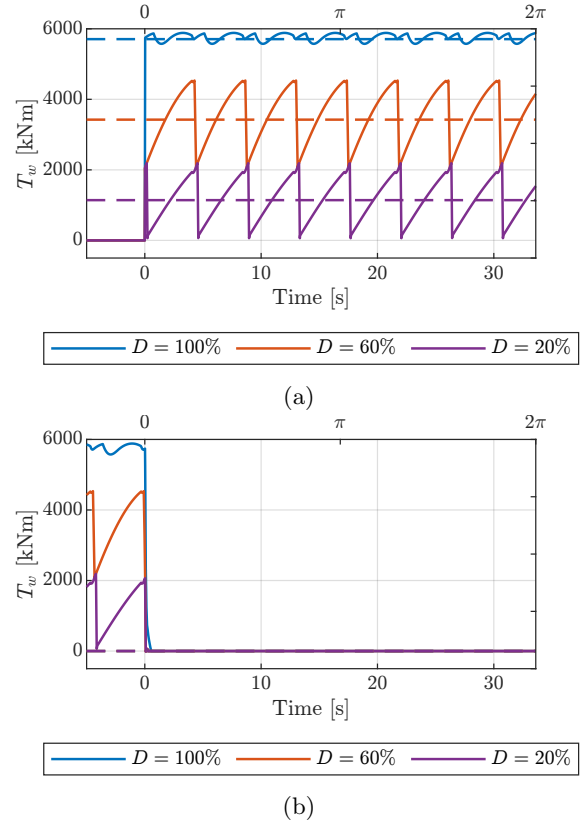 0 π 2π
6000
4000
2000
0
T_w [kNm]
0 10 20 30
Time [s]
D = 100% D = 60% D = 20%
(a)
0 π 2π
6000
4000
2000
0
T_w [kNm]
0 10 20 30
Time [s]
D = 100% D = 60% D = 20%
(b)